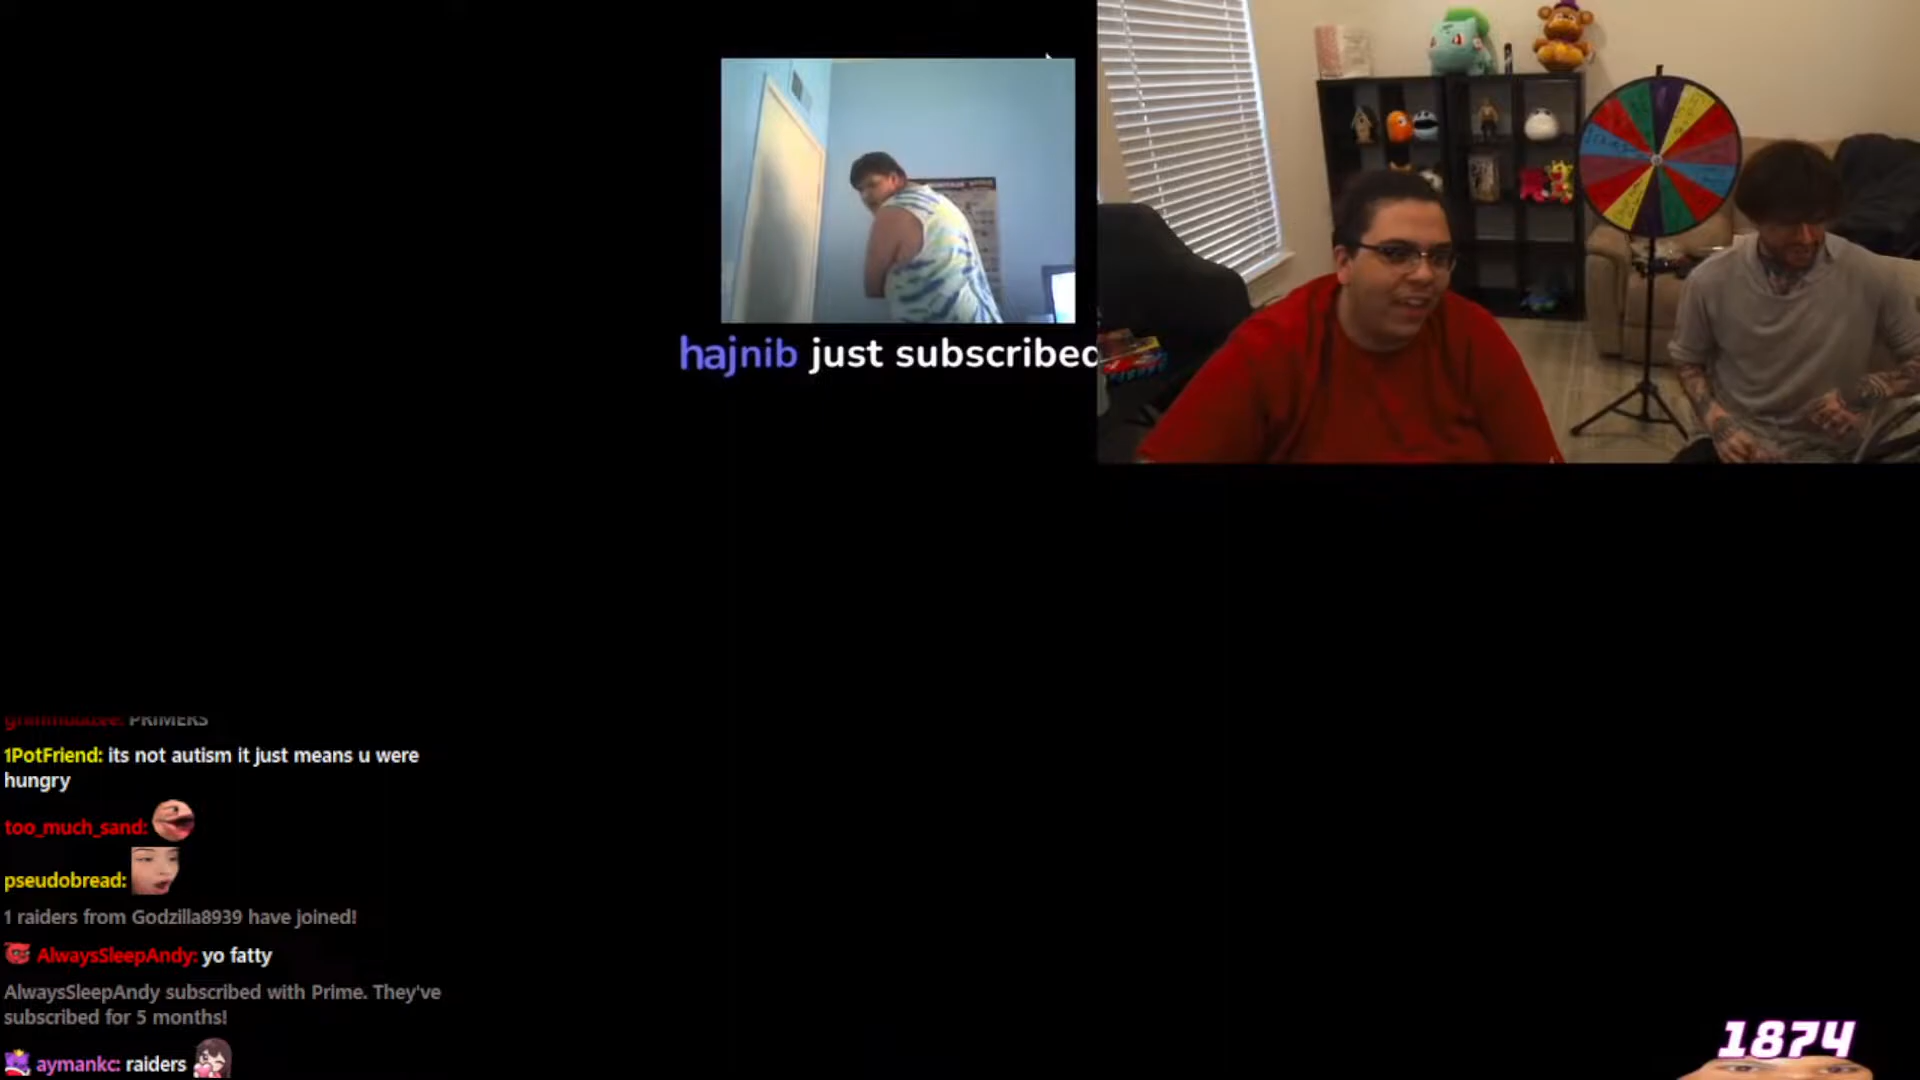 hajnib just subscribed
PRIMERS
1PotFriend: its not autism it just means u were
hungry
too_much_sand:
pseudobread:
1 raiders from Godzilla8939 have joined!
AlwaysSleepAndy: yo fatty
AlwaysSleepAndy subscribed with Prime. They've
subscribed for 5 months!
aymankc: raiders
1874